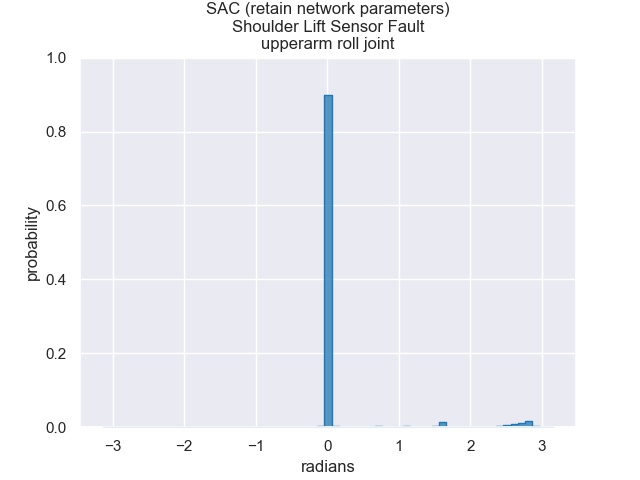 SAC (retain network parameters)
Shoulder Lift Sensor Fault
upperarm roll joint
1.0
0.8
0.6
0.4
0.2
0.0
probability
−3 −2 −1 0 1 2 3
radians